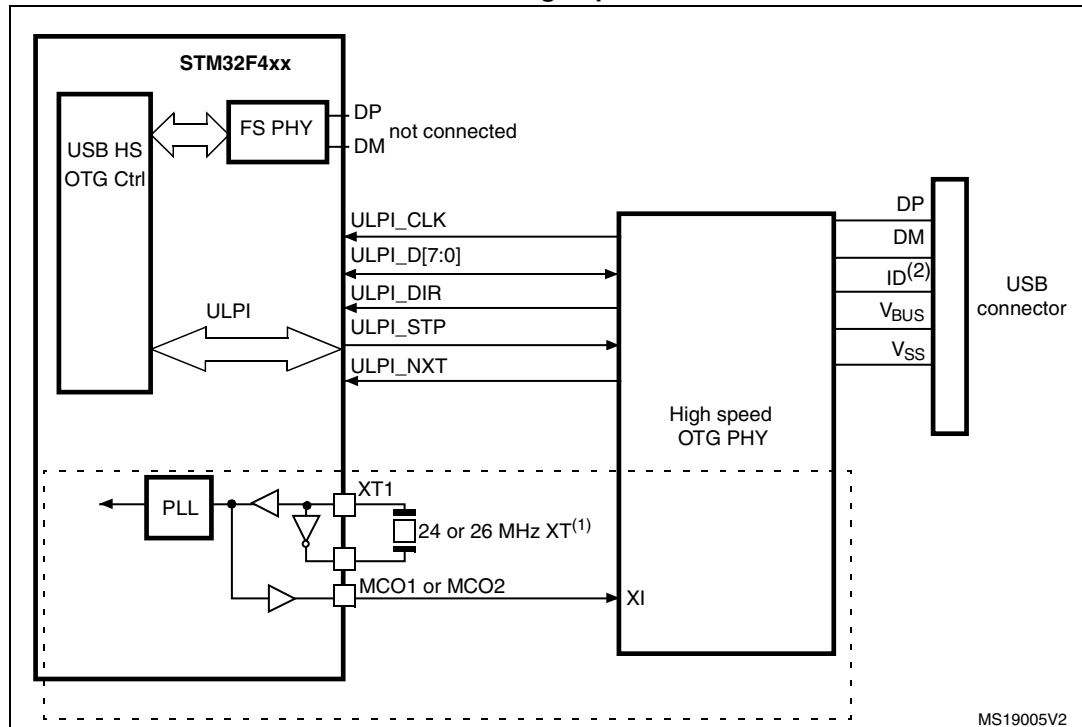 STM32F4xx
USB HS
OTG Ctrl
FS PHY
DP
DM
not connected
ULPI
ULPI_CLK
ULPI_D[7:0]
ULPI_DIR
ULPI_STP
ULPI_NXT
High speed
OTG PHY
DP
DM
ID(2)
VBUS
VSS
USB
connector
PLL
XT1
24 or 26 MHz XT(1)
MCO1 or MCO2
XI
MS19005V2